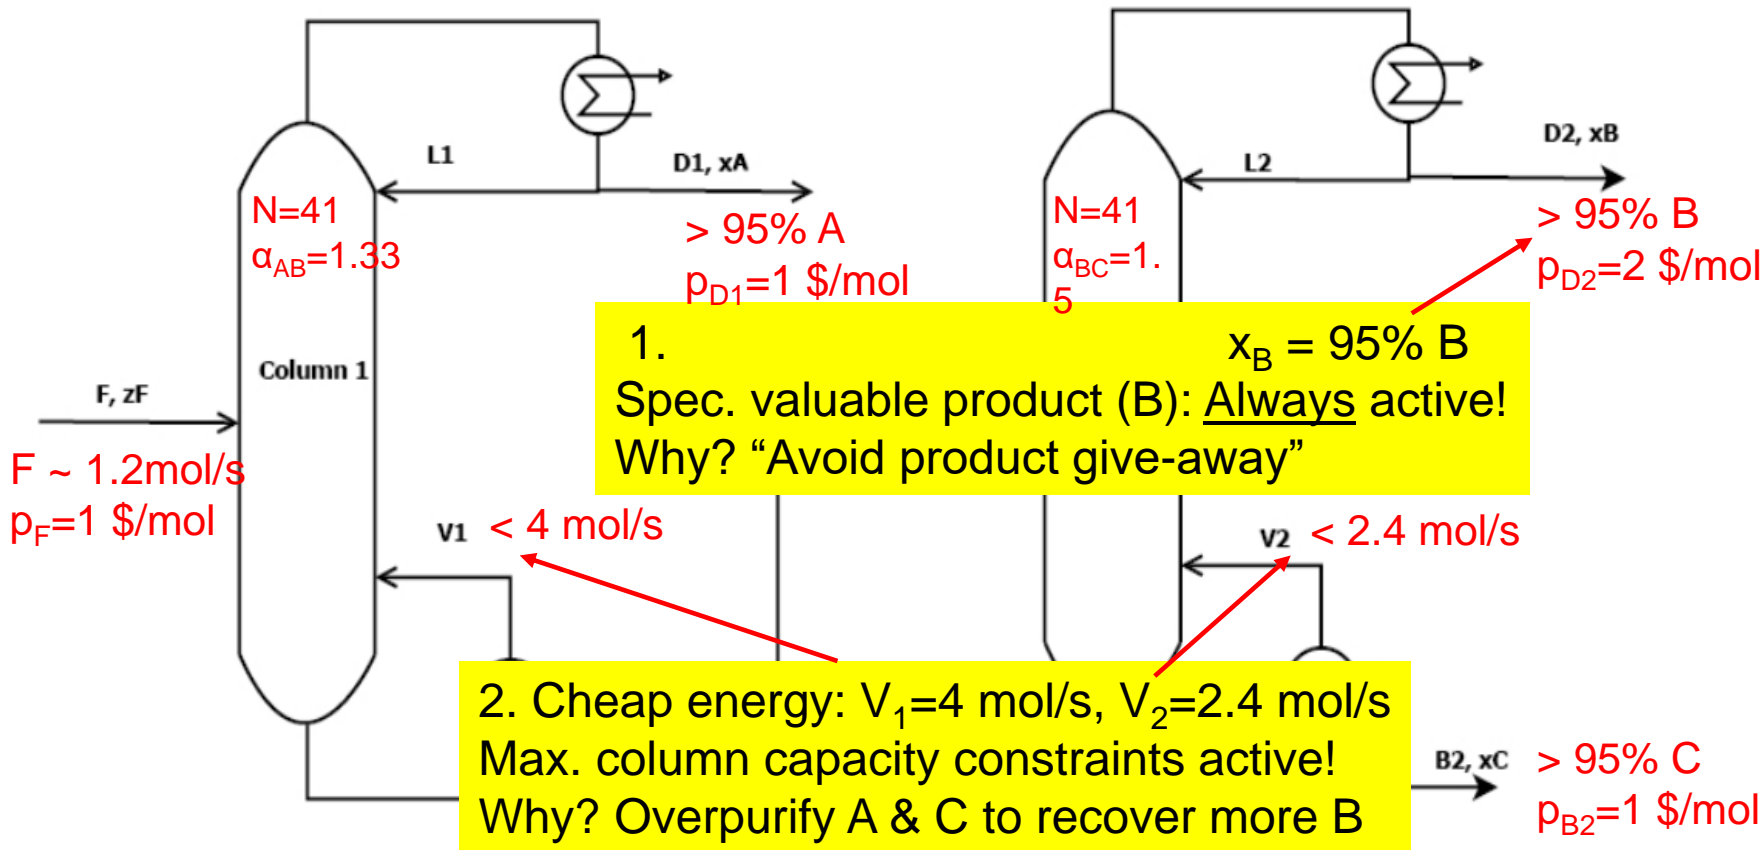 L1
D1, xA
N=41
αAB=1.33
> 95% A
pD1=1 $/mol
L2
D2, xB
N=41
αBC=1.
5
> 95% B
pD2=2 $/mol
1. xB = 95% B
Spec. valuable product (B): Always active!
Why? “Avoid product give-away”
Column 1
F, zF
F ~ 1.2mol/s
pF=1 $/mol
V1 < 4 mol/s
V2 < 2.4 mol/s
2. Cheap energy: V1=4 mol/s, V2=2.4 mol/s
Max. column capacity constraints active!
Why? Overpurify A & C to recover more B
B2, xC
> 95% C
pB2=1 $/mol